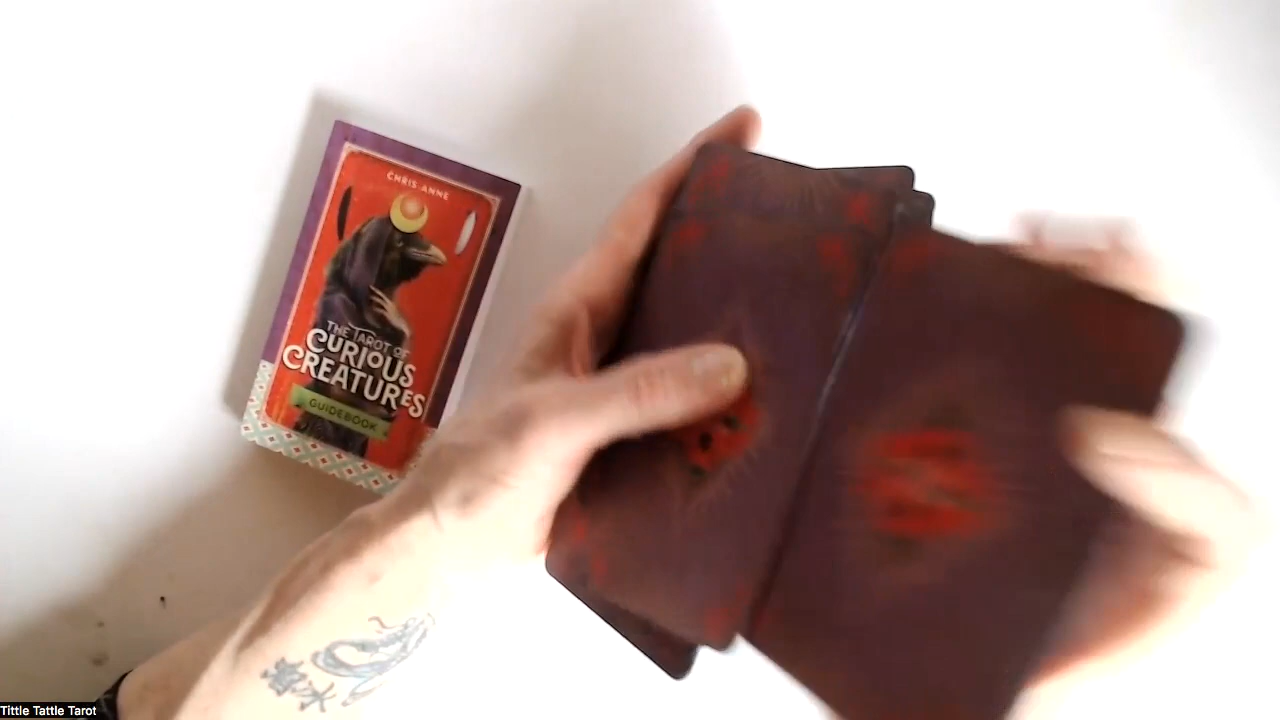 CHRIS-ANNE
THE TAROT OF
CURIOUS
CREATURES
GUIDEBOOK
Tittle Tattle Tarot